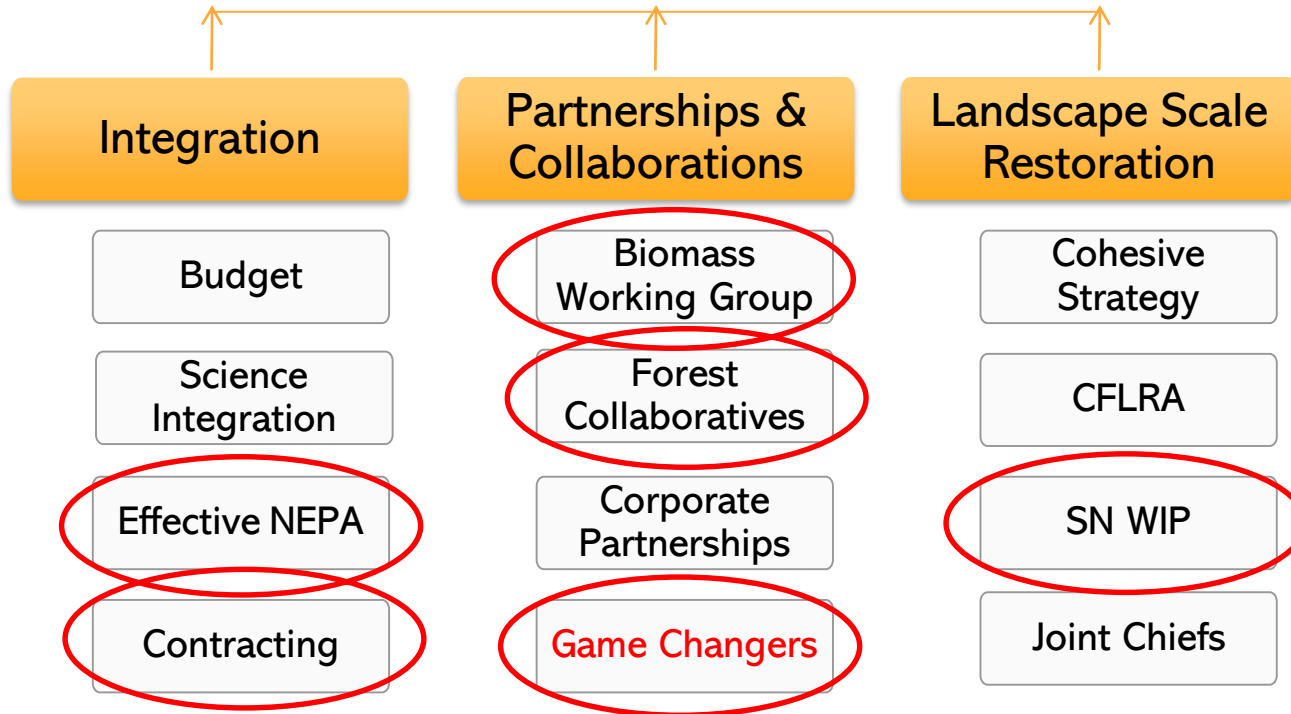 Integration
Partnerships &
Collaborations
Landscape Scale
Restoration
Budget
Science
Integration
Effective NEPA
Contracting
Biomass
Working Group
Forest
Collaboratives
Corporate
Partnerships
Game Changers
Cohesive
Strategy
CFLRA
SN WIP
Joint Chiefs